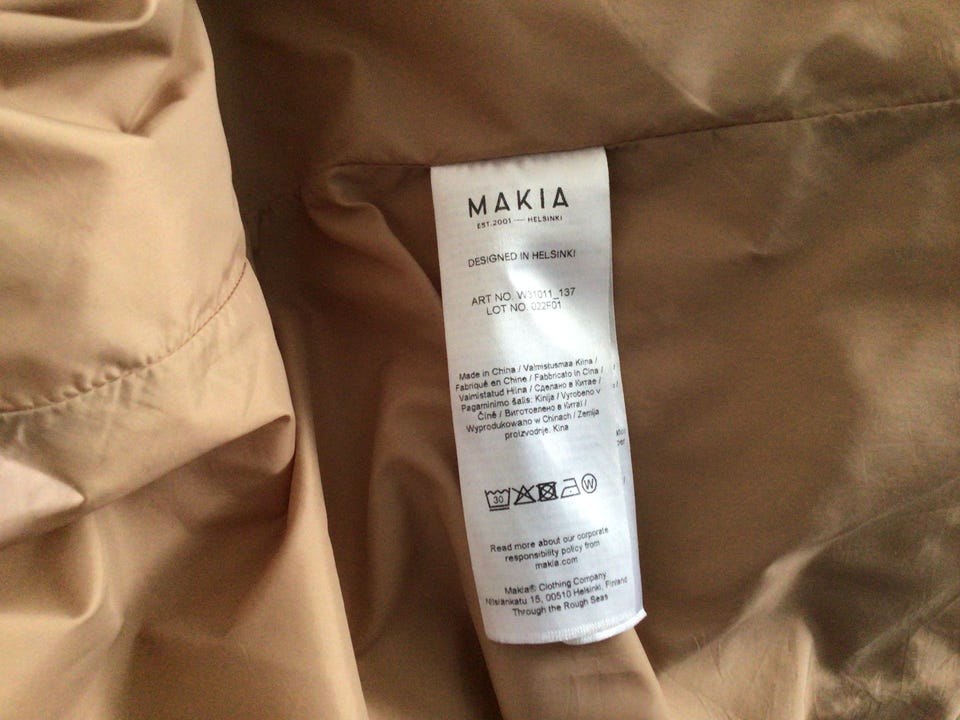 MAKIA
EST.2001 — HELSINKI
DESIGNED IN HELSINKI
ART NO. W31011_137
LOT NO. 022F01
Made in China / Valmistusmaa Kiina /
Fabriqué en Chine / Fabbricato in Cina /
Valmistatud Hiina / Сделано в Китае /
Pagaminimo šalis: Kinija / Vyrobeno v
Číně / Виготовлено в Китаї /
Wyprodukowano w Chinach / Zemlja
proizvodnje: Kina
30
W
Read more about our corporate
responsibility policy from
makia.com
Makia® Clothing Company
Nilsiänkatu 15, 00510 Helsinki, Finland
Through the Rough Seas